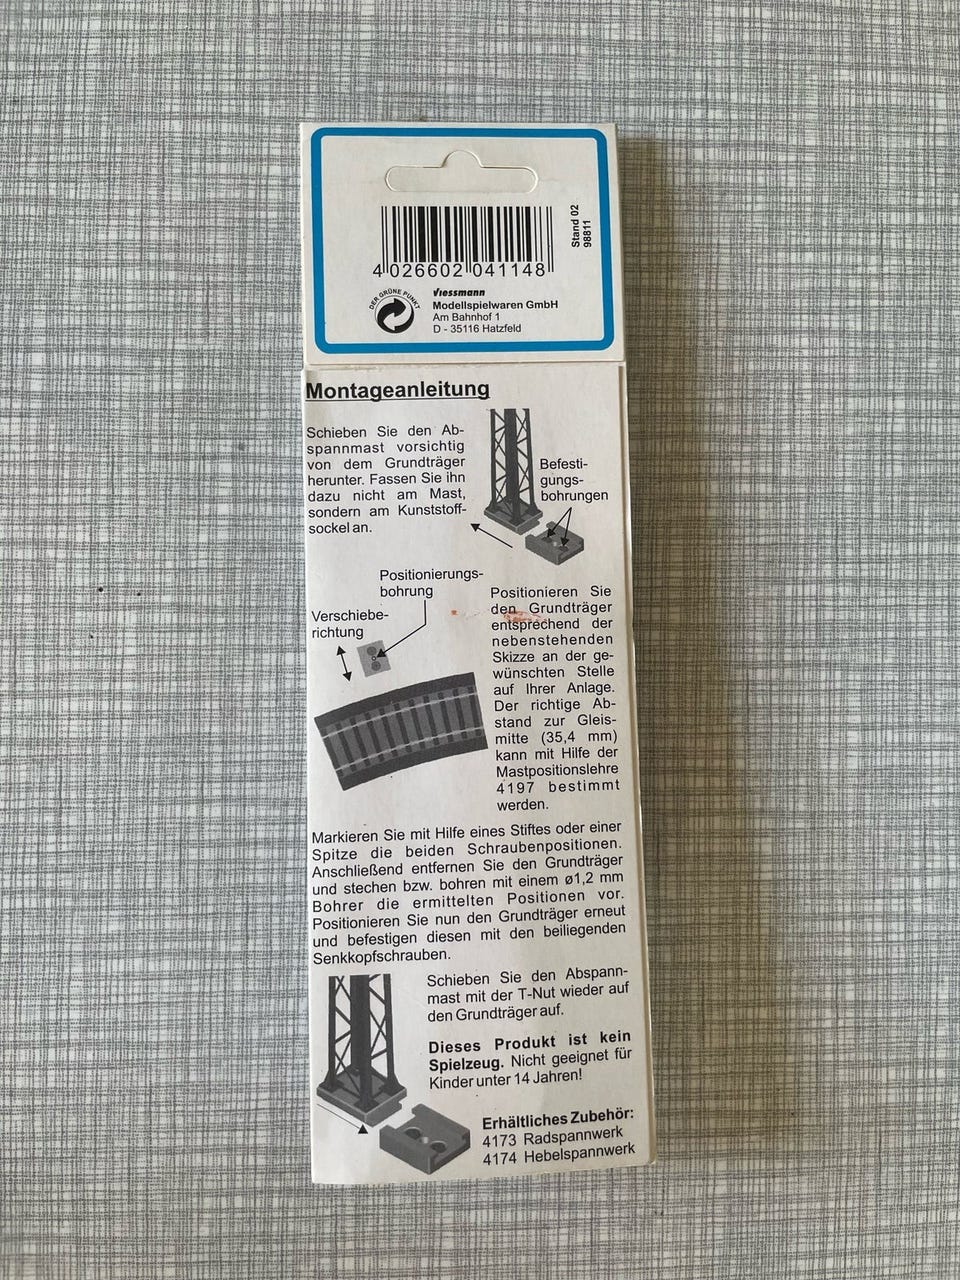 Stand 02
98811
4 026602 041148
DER GRÜNE PUNKT
Viessmann
Modellspielwaren GmbH
Am Bahnhof 1
D - 35116 Hatzfeld
Montageanleitung
Schieben Sie den Ab-
spannmast vorsichtig
von dem Grundträger
herunter. Fassen Sie ihn
dazu nicht am Mast,
sondern am Kunststoff-
sockel an.
Befesti-
gungs-
bohrungen
Positionierungs-
bohrung
Verschiebe-
richtung
Positionieren Sie
den Grundträger
entsprechend der
nebenstehenden
Skizze an der ge-
wünschten Stelle
auf Ihrer Anlage.
Der richtige Ab-
stand zur Gleis-
mitte (35,4 mm)
kann mit Hilfe der
Mastpositionslehre
4197 bestimmt
werden.
Markieren Sie mit Hilfe eines Stiftes oder einer
Spitze die beiden Schraubenpositionen.
Anschließend entfernen Sie den Grundträger
und stechen bzw. bohren mit einem ø1,2 mm
Bohrer die ermittelten Positionen vor.
Positionieren Sie nun den Grundträger erneut
und befestigen diesen mit den beiliegenden
Senkkopfschrauben.
Schieben Sie den Abspann-
mast mit der T-Nut wieder auf
den Grundträger auf.
Dieses Produkt ist kein
Spielzeug. Nicht geeignet für
Kinder unter 14 Jahren!
Erhältliches Zubehör:
4173 Radspannwerk
4174 Hebelspannwerk